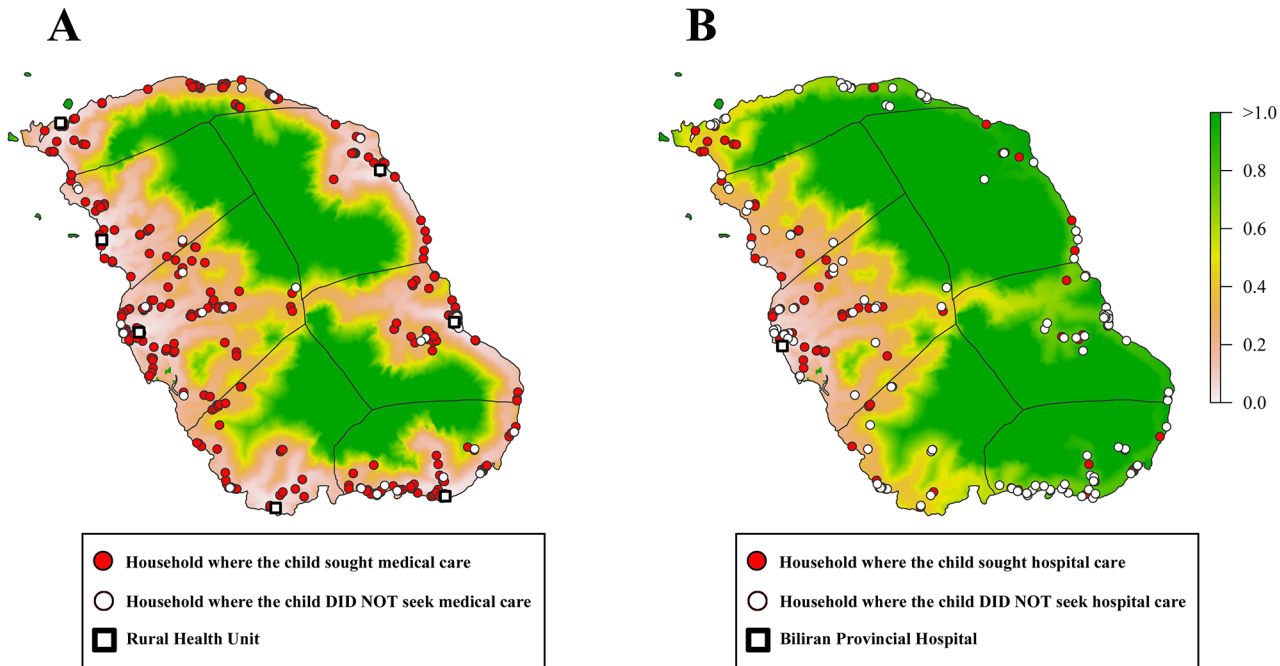 A
B
>1.0
0.8
0.6
0.4
0.2
0.0
Household where the child sought medical care
Household where the child DID NOT seek medical care
Rural Health Unit
Household where the child sought hospital care
Household where the child DID NOT seek hospital care
Biliran Provincial Hospital